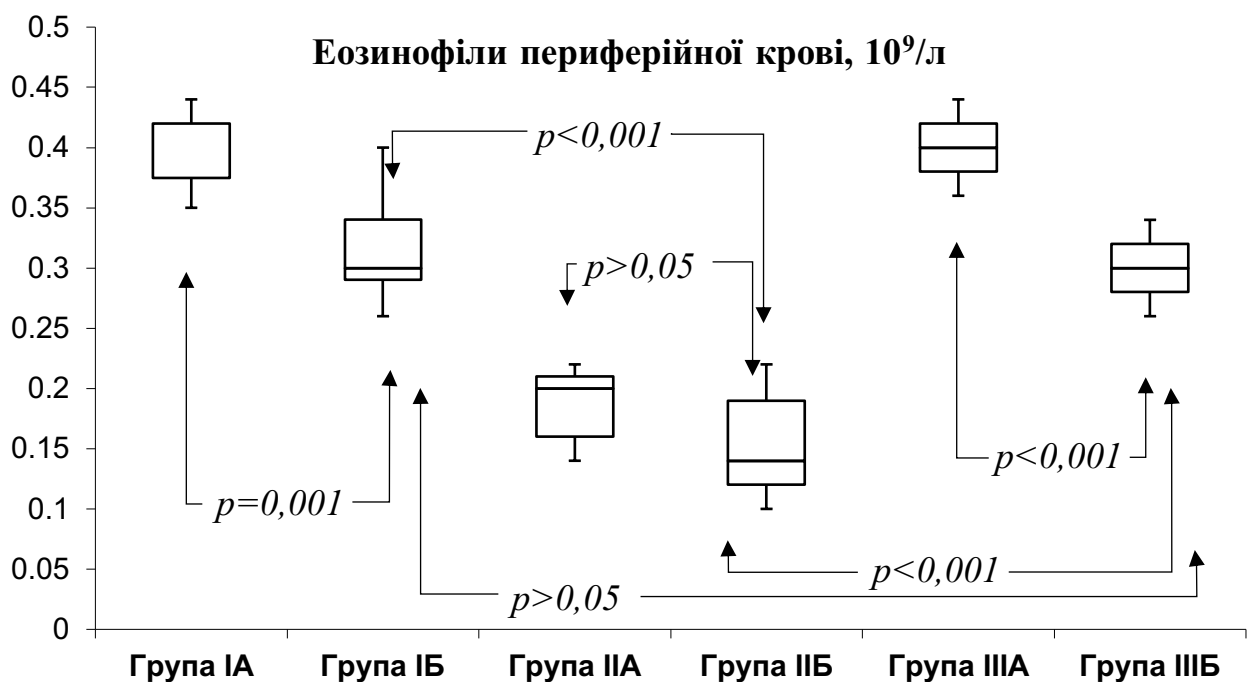 Еозинофіли периферійної крові, 10⁹/л
0.5
0.45
0.4
0.35
0.3
0.25
0.2
0.15
0.1
0.05
0
p<0,001
p>0,05
p<0,001
p=0,001
p<0,001
p>0,05
Група ІА
Група ІБ
Група ІІА
Група ІІБ
Група ІІІА
Група ІІІБ